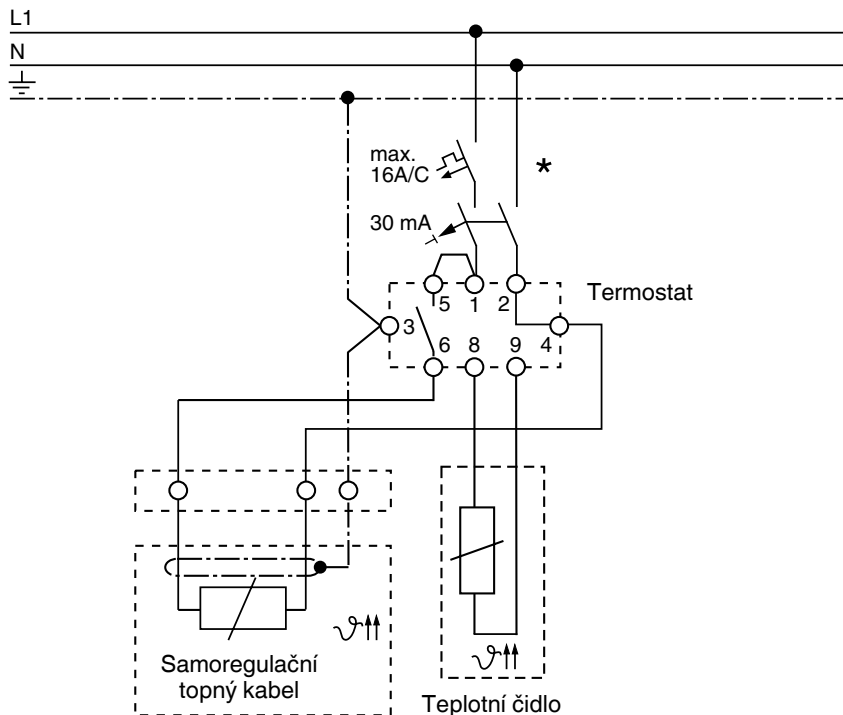 L1
N
max.
16A/C
*
30 mA
Termostat
5 1 2
3
6 8 9 4
ϑ
Samoregulační
topný kabel
ϑ
Teplotní čidlo